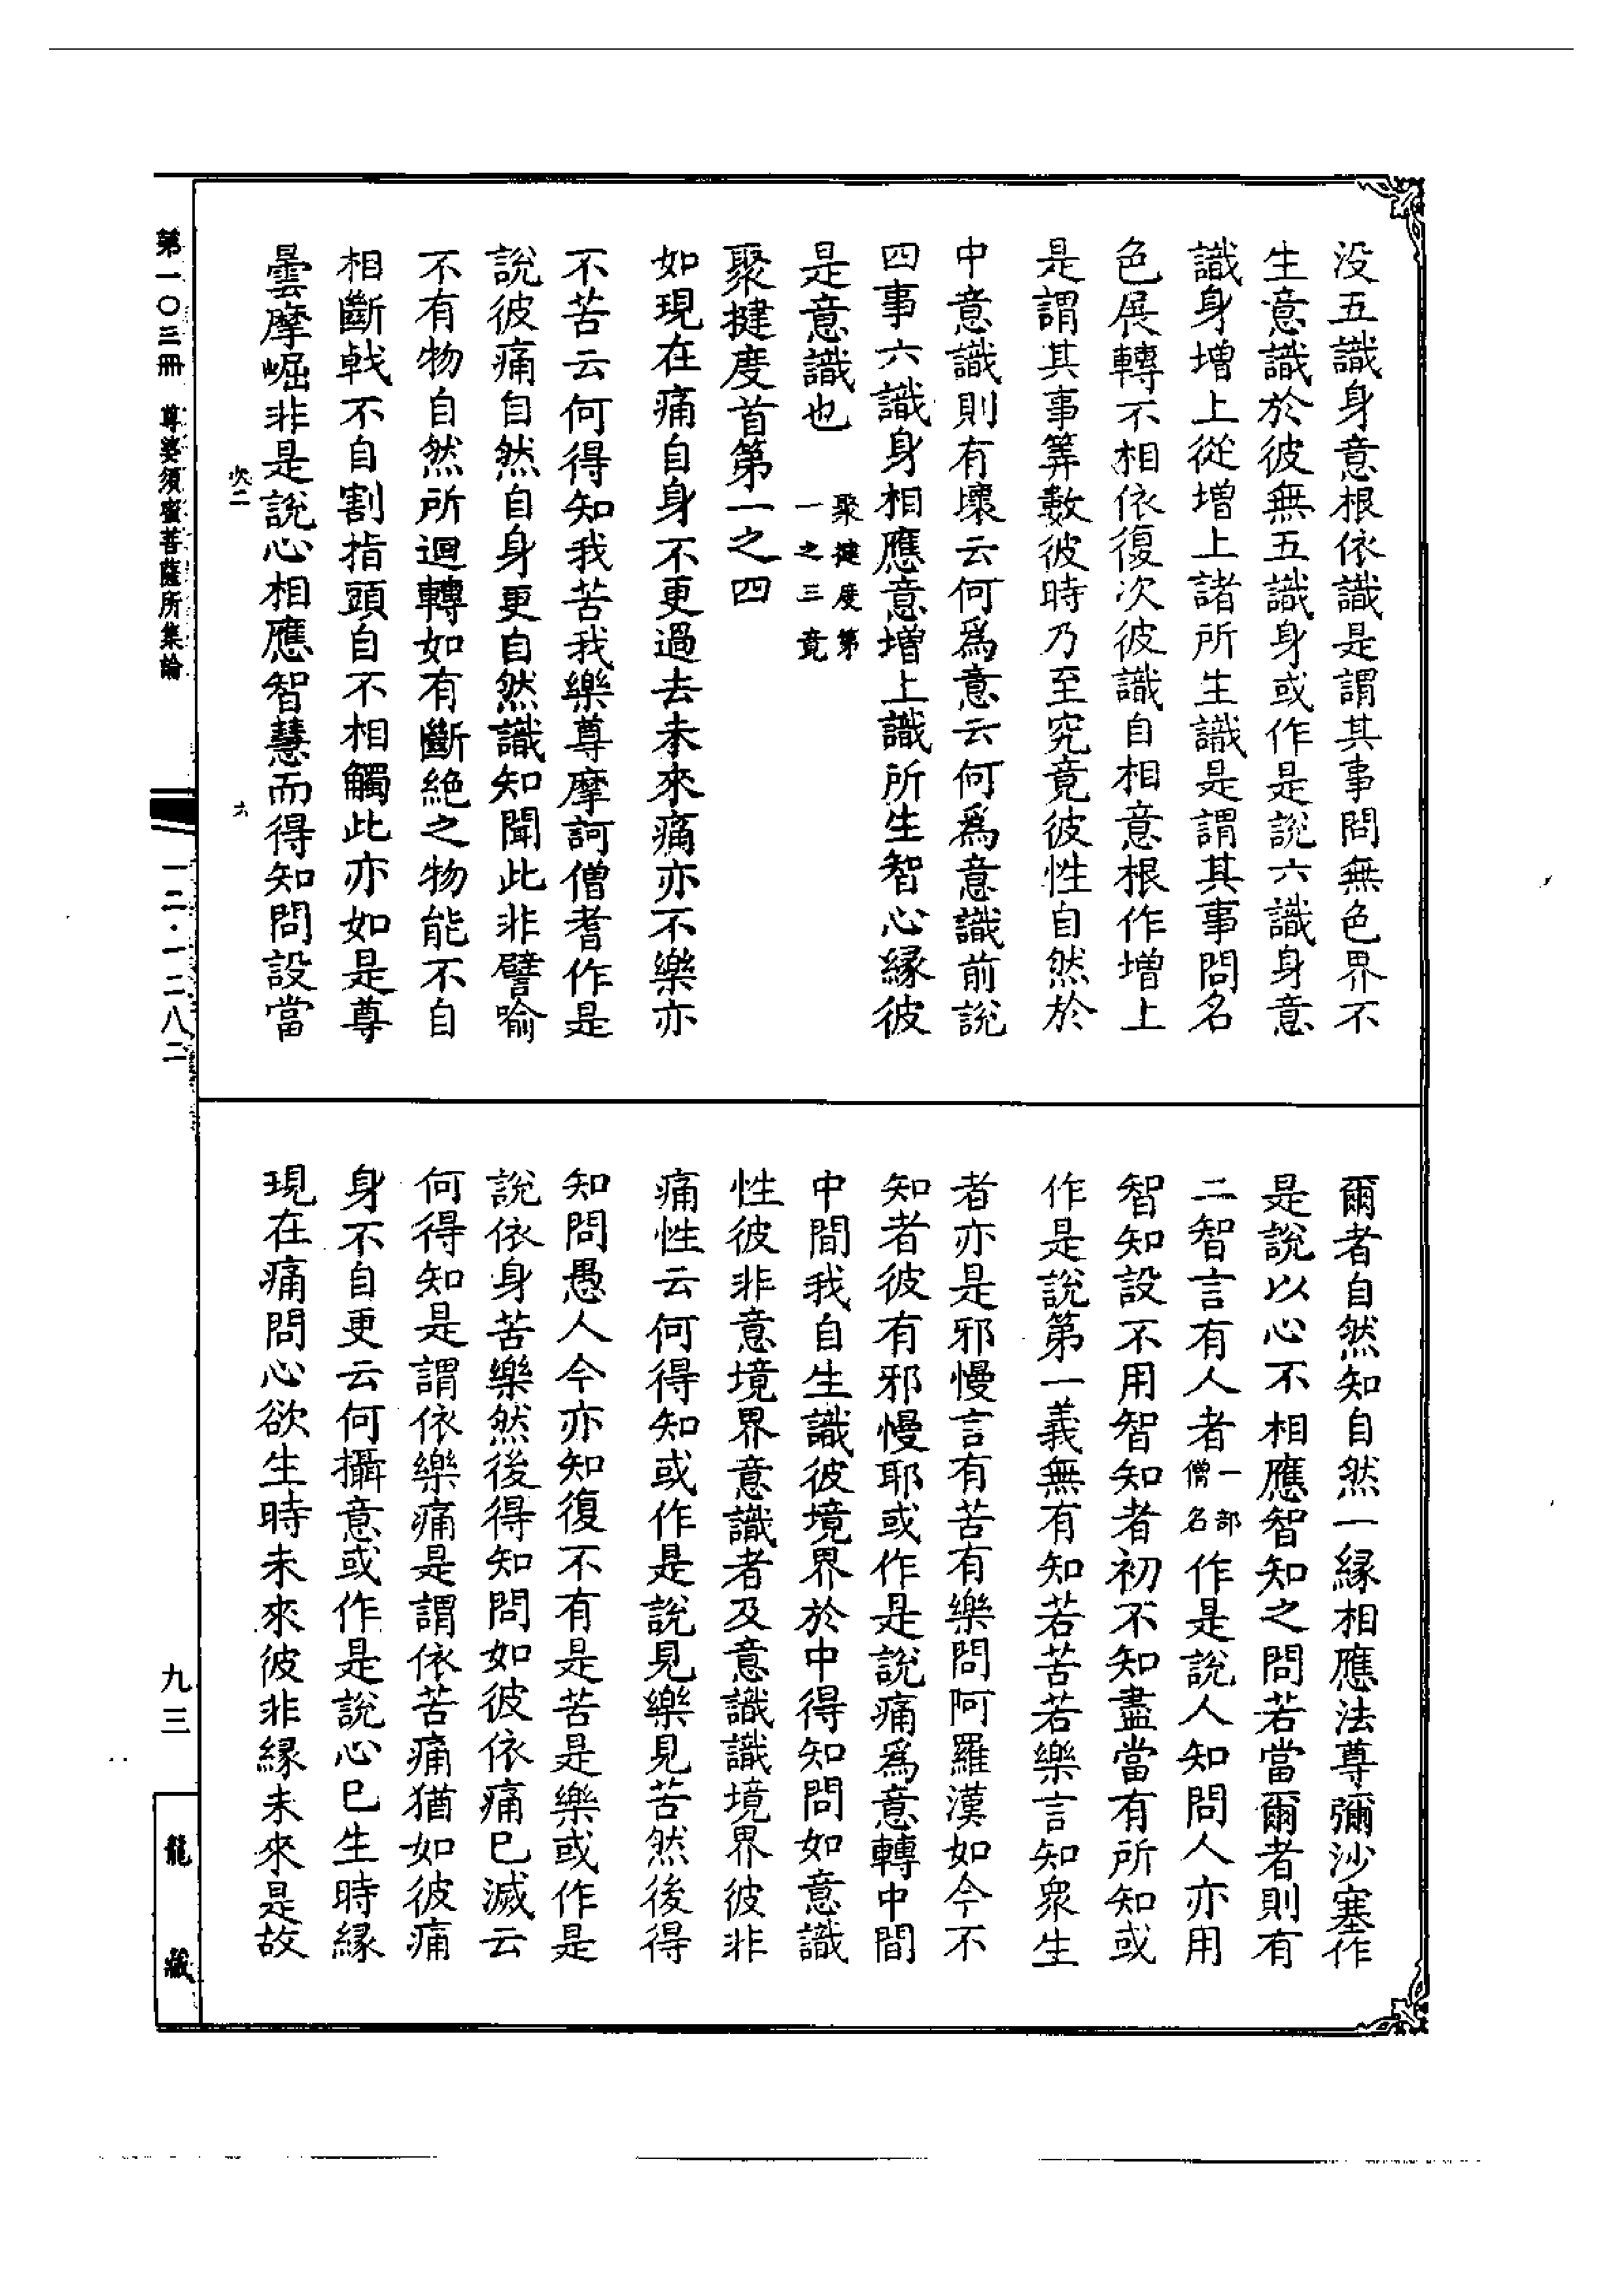 没五識身意根依識是謂其事問無色界不
生意識於彼無五識身或作是説六識身意
識身增上從增上諸所生識是謂其事問名
色展轉不相依復次彼識自相意根作增上
是謂其事筭數彼時乃至究竟彼性自然於
中意識則有壞云何爲意云何爲意識前説
四事六識身相應意增上識所生智心緣彼
是意識也 聚揵度第一之三竟
聚揵度首第一之四
如現在痛自身不更過去未來痛亦不樂亦
不苦云何得知我苦我樂尊摩訶僧耆作是
説彼痛自然自身更自然識知聞此非譬喻
不有物自然所迴轉如有斷絶之物能不自
相斷戟不自割指頭自不相觸此亦如是尊
曇摩崛非是説心相應智慧而得知問設當
爾者自然知自然一緣相應法尊彌沙塞作
是説以心不相應智知之問若當爾者則有
二智言有人者一部僧名作是説人知問人亦用
智知設不用智知者初不知盡當有所知或
作是説第一義無有知若苦若樂言知衆生
者亦是邪慢言有苦有樂問阿羅漢如今不
知者彼有邪慢耶或作是説痛爲意轉中間
中間我自生識彼境界於中得知問如意識
性彼非意境界意識者及意識識境界彼非
痛性云何得知或作是説見樂見苦然後得
知問愚人今亦知復不有是苦是樂或作是
説依身苦樂然後得知問如彼依痛已滅云
何得知是謂依樂痛是謂依苦痛猶如彼痛
身不自更云何攝意或作是説心已生時緣
現在痛問心欲生時未來彼非緣未來是故
第一〇三冊 尊婆須蜜菩薩所集論
六
一二·一二八二
九三
龍藏